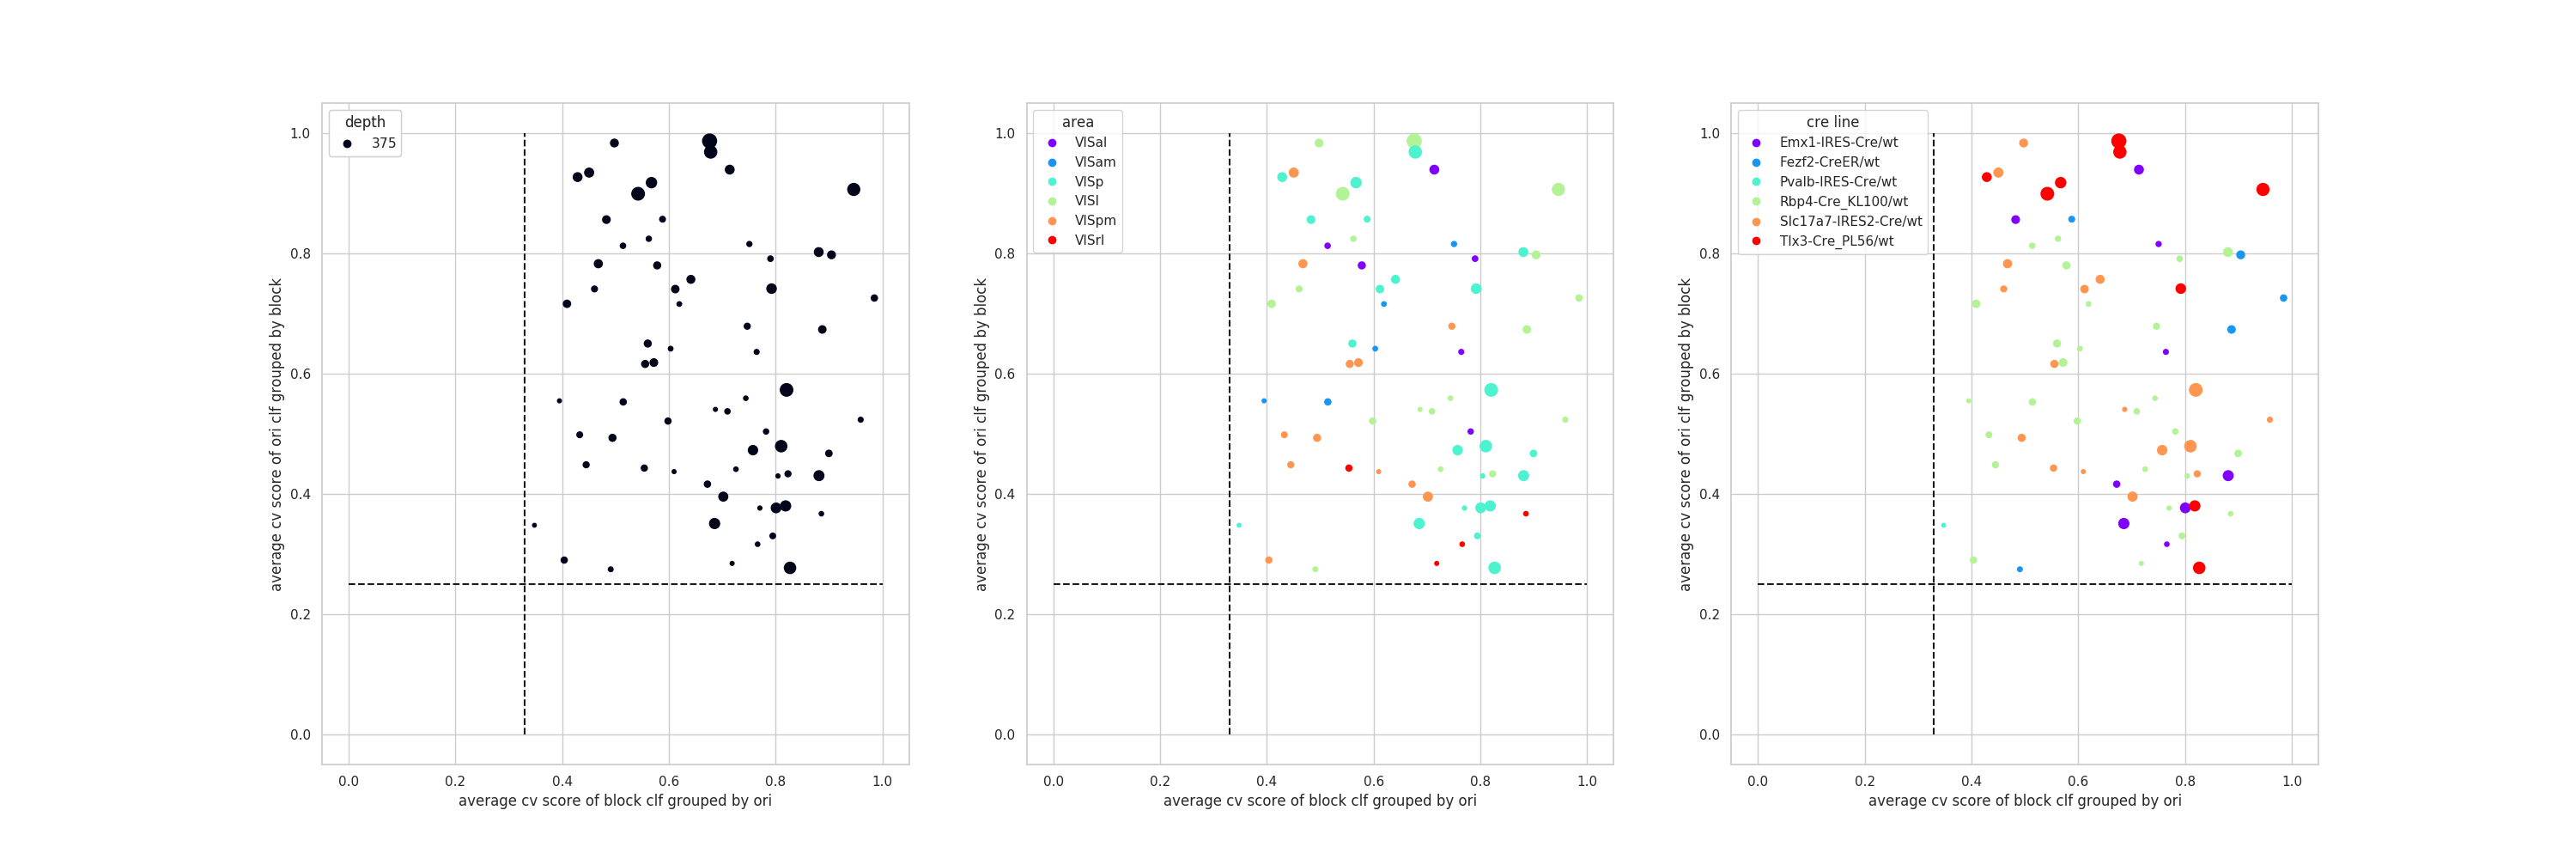 depth
375
1.0
0.8
0.6
0.4
0.2
0.0
average cv score of ori clf grouped by block
0.0 0.2 0.4 0.6 0.8 1.0
average cv score of block clf grouped by ori
area
VISal
VISam
VISp
VISl
VISpm
VISrl
1.0
0.8
0.6
0.4
0.2
0.0
average cv score of ori clf grouped by block
0.0 0.2 0.4 0.6 0.8 1.0
average cv score of block clf grouped by ori
cre line
Emx1-IRES-Cre/wt
Fezf2-CreER/wt
Pvalb-IRES-Cre/wt
Rbp4-Cre_KL100/wt
Slc17a7-IRES2-Cre/wt
Tlx3-Cre_PL56/wt
1.0
0.8
0.6
0.4
0.2
0.0
average cv score of ori clf grouped by block
0.0 0.2 0.4 0.6 0.8 1.0
average cv score of block clf grouped by ori